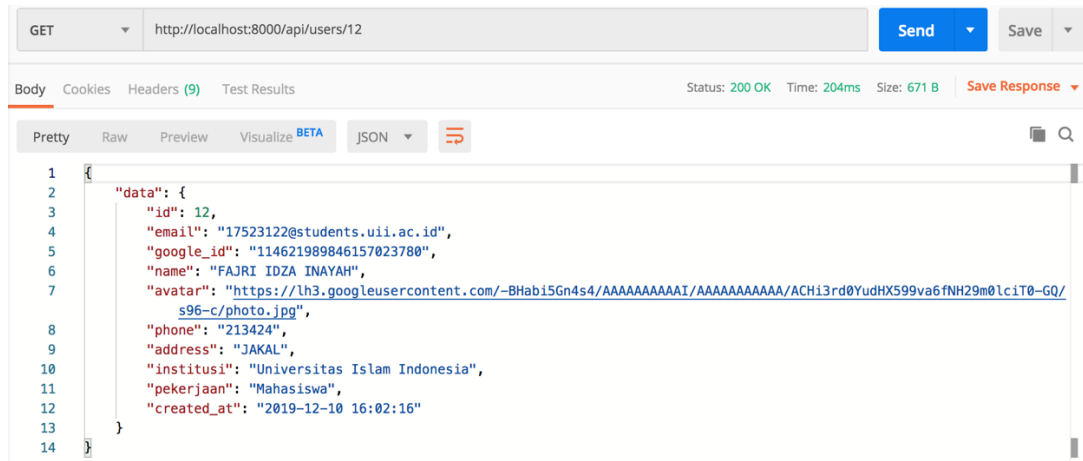 GET http://localhost:8000/api/users/12 Send Save
Body Cookies Headers (9) Test Results Status: 200 OK Time: 204ms Size: 671 B Save Response
Pretty Raw Preview Visualize BETA JSON
1 {
2 "data": {
3 "id": 12,
4 "email": "17523122@students.uii.ac.id",
5 "google_id": "114621989846157023780",
6 "name": "FAJRI IDZA INAYAH",
7 "avatar": "https://lh3.googleusercontent.com/-BHabi5Gn4s4/AAAAAAAAAAI/AAAAAAAAAAA/ACHi3rd0YudHX599va6fNH29m0lciT0-GQ/
s96-c/photo.jpg",
8 "phone": "213424",
9 "address": "JAKAL",
10 "institusi": "Universitas Islam Indonesia",
11 "pekerjaan": "Mahasiswa",
12 "created_at": "2019-12-10 16:02:16"
13 }
14 }